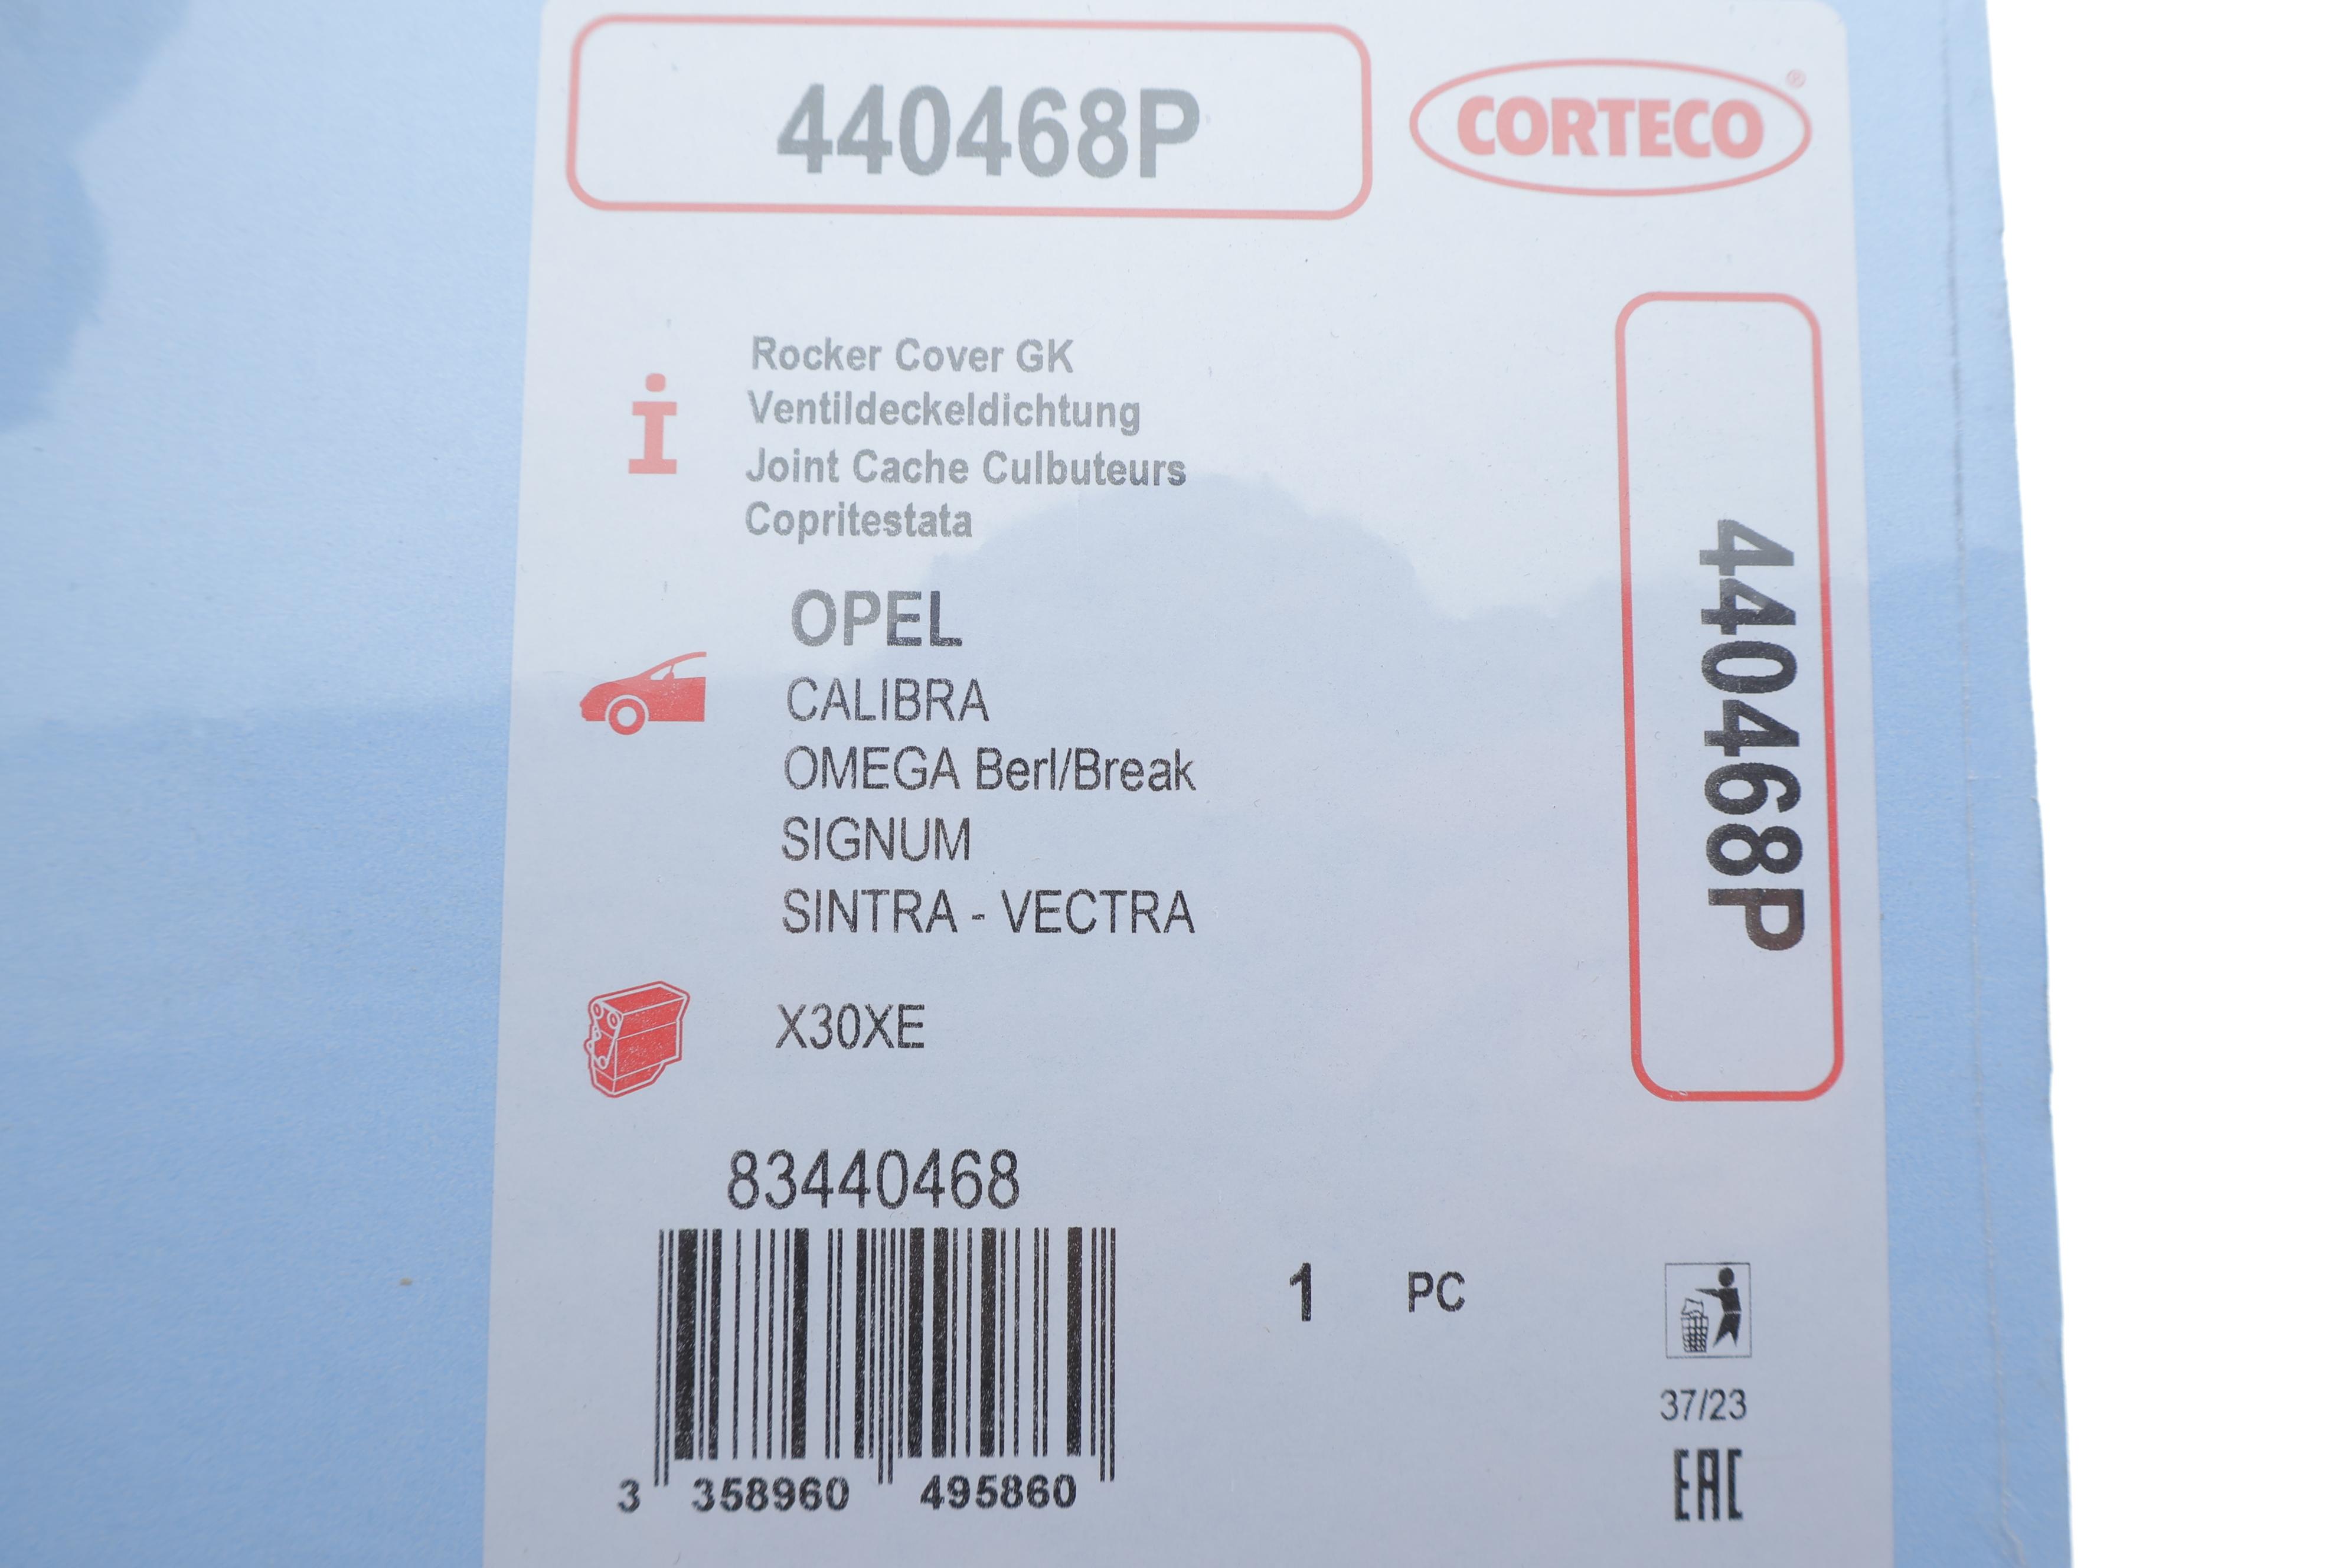 440468P
CORTECO®
Rocker Cover GK
Ventildeckeldichtung
Joint Cache Culbuteurs
Copritestata
OPEL
CALIBRA
OMEGA Berl/Break
SIGNUM
SINTRA - VECTRA
440468P
X30XE
83440468
1 PC
3 358960 495860
37/23
EAC